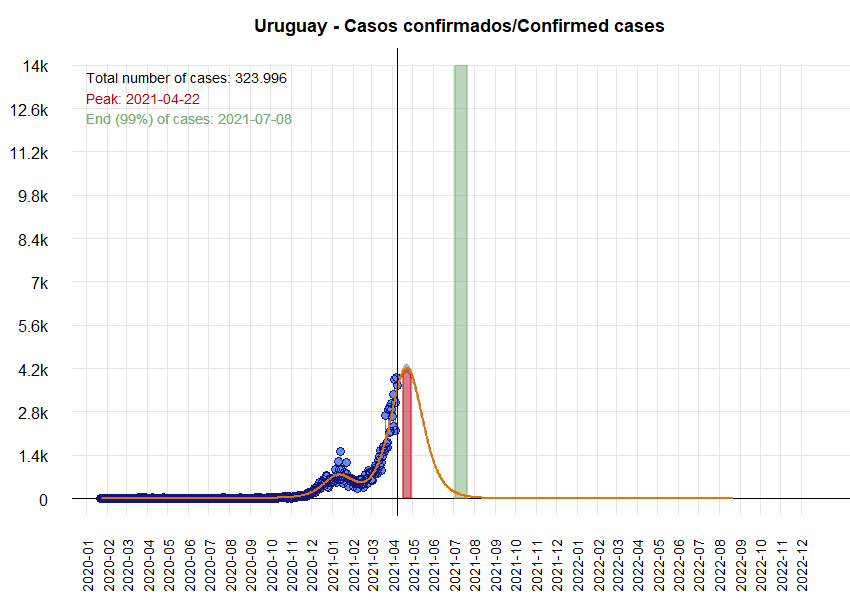 Uruguay - Casos confirmados/Confirmed cases
14k
12.6k
11.2k
9.8k
8.4k
7k
5.6k
4.2k
2.8k
1.4k
0
Total number of cases: 323.996
Peak: 2021-04-22
End (99%) of cases: 2021-07-08
2020-01
2020-02
2020-03
2020-04
2020-05
2020-06
2020-07
2020-08
2020-09
2020-10
2020-11
2020-12
2021-01
2021-02
2021-03
2021-04
2021-05
2021-06
2021-07
2021-08
2021-09
2021-10
2021-11
2021-12
2022-01
2022-02
2022-03
2022-04
2022-05
2022-06
2022-07
2022-08
2022-09
2022-10
2022-11
2022-12